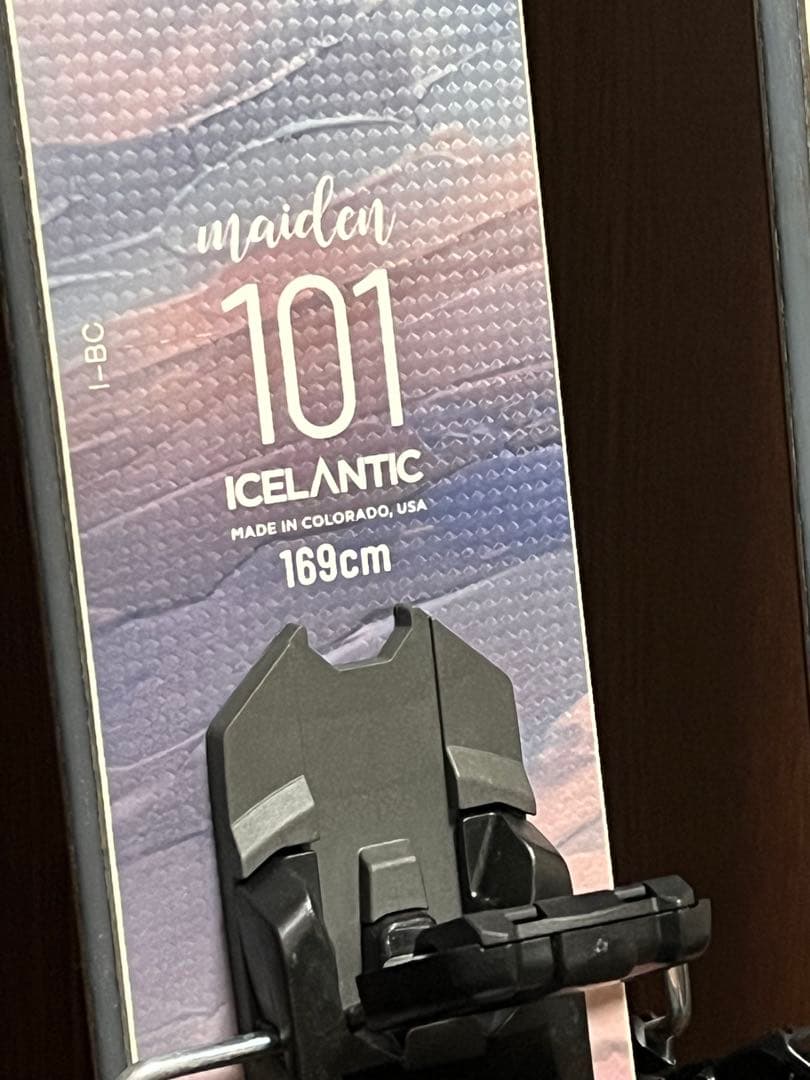 maiden
101
I-BC
ICELANTIC
MADE IN COLORADO, USA
169cm